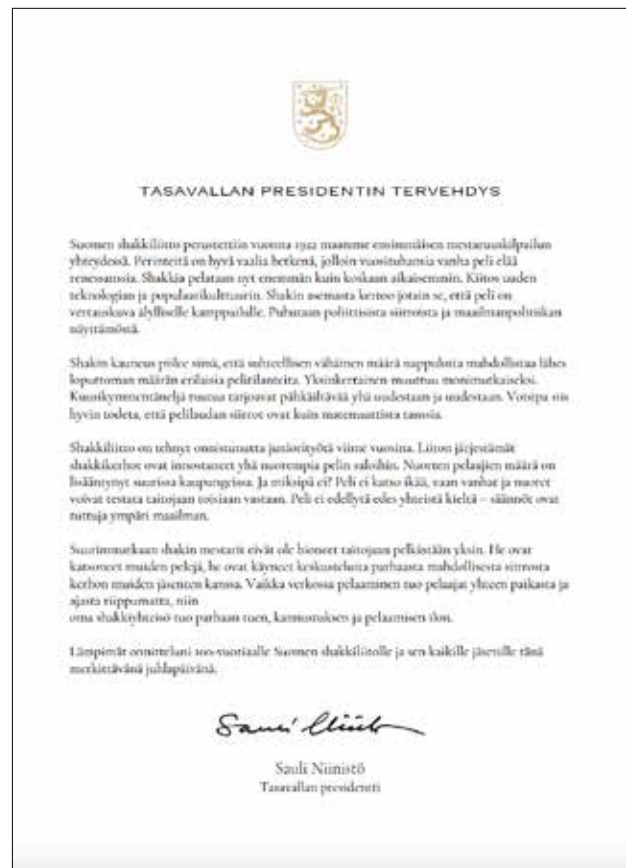 TASAVALLAN PRESIDENTIN TERVEHDYS
Suomen shakkiliitto perustettiin vuonna 1922 maamme ensimmäisen mestaruuskilpailun
yhteydessä. Perinteitä on hyvä vaalia hetkenä, jolloin vuosituhansia vanha peli elää
renessanssia. Shakkia pelataan nyt enemmän kuin koskaan aikaisemmin. Kiitos uuden
teknologian ja populaarikulttuurin. Shakin asemasta kertoo jotain se, että peli on
vertauskuva älylliselle kamppailulle. Puhutaan poliittisista siirroista ja maailmanpolitiikan
näyttämöstä.
Shakin kauneus piilee siinä, että suhteellisen vähäinen määrä nappuloita mahdollistaa lähes
loputtoman määrän erilaisia pelitilanteita. Yksinkertainen muuttuu monimutkaiseksi.
Kuusikymmentäneljä ruutua tarjoavat pähkäiltävää yhä uudestaan ja uudestaan. Voisipa siis
hyvin todeta, että pelilaudan siirrot ovat kuin matemaattista tanssia.
Shakkiliitto on tehnyt onnistunutta juniorityötä viime vuosina. Liiton järjestämät
shakkikerhot ovat innostaneet yhä nuorempia pelin saloihin. Nuorten pelaajien määrä on
lisääntynyt suurissa kaupungeissa. Ja miksipä ei? Peli ei katso ikää, vaan vanhat ja nuoret
voivat testata taitojaan toisiaan vastaan. Peli ei edellytä edes yhteistä kieltä – säännöt ovat
tuttuja ympäri maailman.
Suurimmatkaan shakin mestarit eivät ole hioneet taitojaan pelkästään yksin. He ovat
katsoneet muiden pelejä, he ovat käyneet keskusteluita parhaasta mahdollisesta siirrosta
kerhon muiden jäsenten kanssa. Vaikka verkossa pelaaminen tuo pelaajat yhteen paikasta ja
ajasta riippumatta, niin
oma shakkiyhteisö tuo parhaan tuen, kannustuksen ja pelaamisen ilon.
Lämpimät onnitteluni 100-vuotiaalle Suomen shakkiliitolle ja sen kaikille jäsenille tänä
merkittävänä juhlapäivänä.
Sauli Niinistö
Sauli Niinistö
Tasavallan presidentti